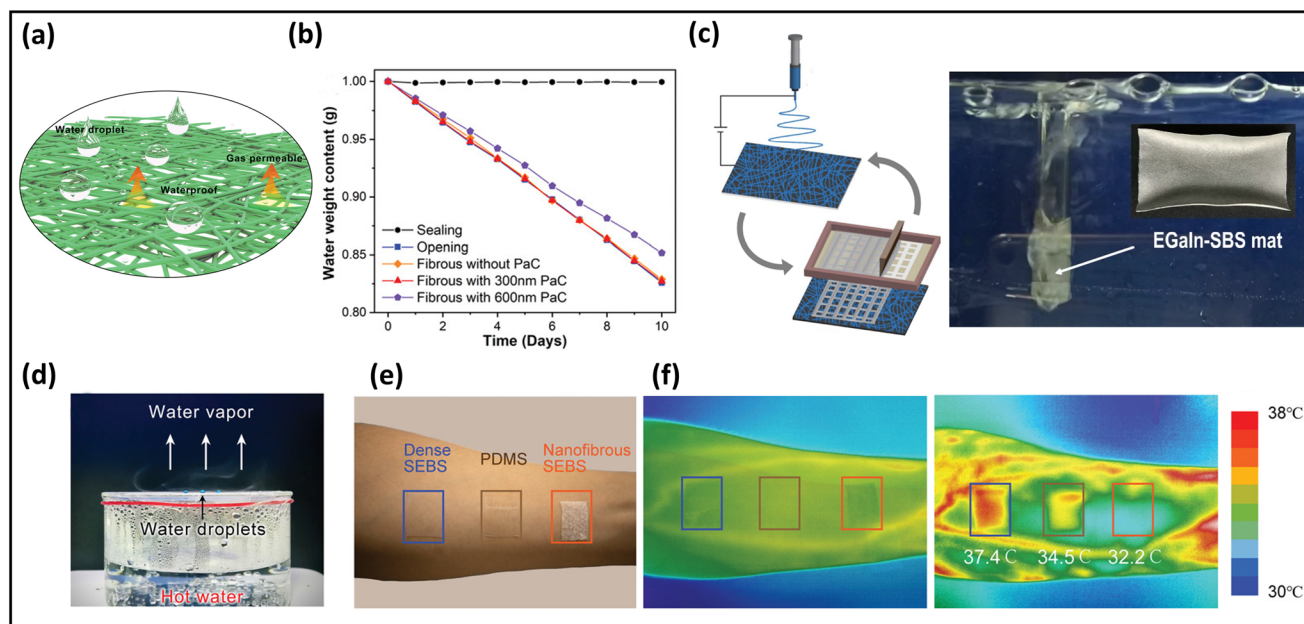 (a)
Water droplet
Gas permeable
Waterproof
(b)
Water weight content (g)
1.00
0.95
0.90
0.85
0.80
Sealing
Opening
Fibrous without PaC
Fibrous with 300nm PaC
Fibrous with 600nm PaC
0
2
4
6
8
10
Time (Days)
(c)
EGaIn-SBS mat
(d)
Water vapor
Water droplets
Hot water
(e)
Dense
SEBS
PDMS
Nanofibrous
SEBS
(f)
37.4 C
34.5 C
32.2 C
38℃
30℃